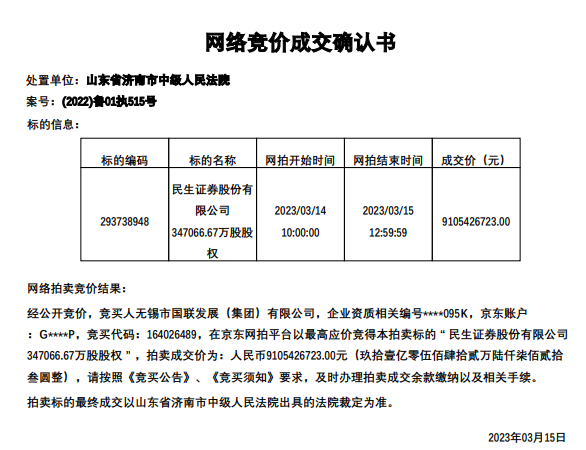 网络竞价成交确认书
处置单位：山东省济南市中级人民法院
案号：(2022)鲁01执515号
标的信息：
标的编码 标的名称 网拍开始时间 网拍结束时间 成交价（元）
293738948 民生证券股份有限公司347066.67万股股权 2023/03/14 10:00:00 2023/03/15 12:59:59 9105426723.00
网络拍卖竞价结果：
经公开竞价，竞买人无锡市国联发展（集团）有限公司，企业资质相关编号****095K，京东账户
：G****P，竞买代码：164026489，在京东网拍平台以最高应价竞得本拍卖标的“民生证券股份有限公司
347066.67万股股权”，拍卖成交价为：人民币9105426723.00元（玖拾壹亿零伍佰肆拾贰万陆仟柒佰贰拾
叁圆整），请按照《竞买公告》、《竞买须知》要求，及时办理拍卖成交余款缴纳以及相关手续。
拍卖标的最终成交以山东省济南市中级人民法院出具的法院裁定为准。
2023年03月15日